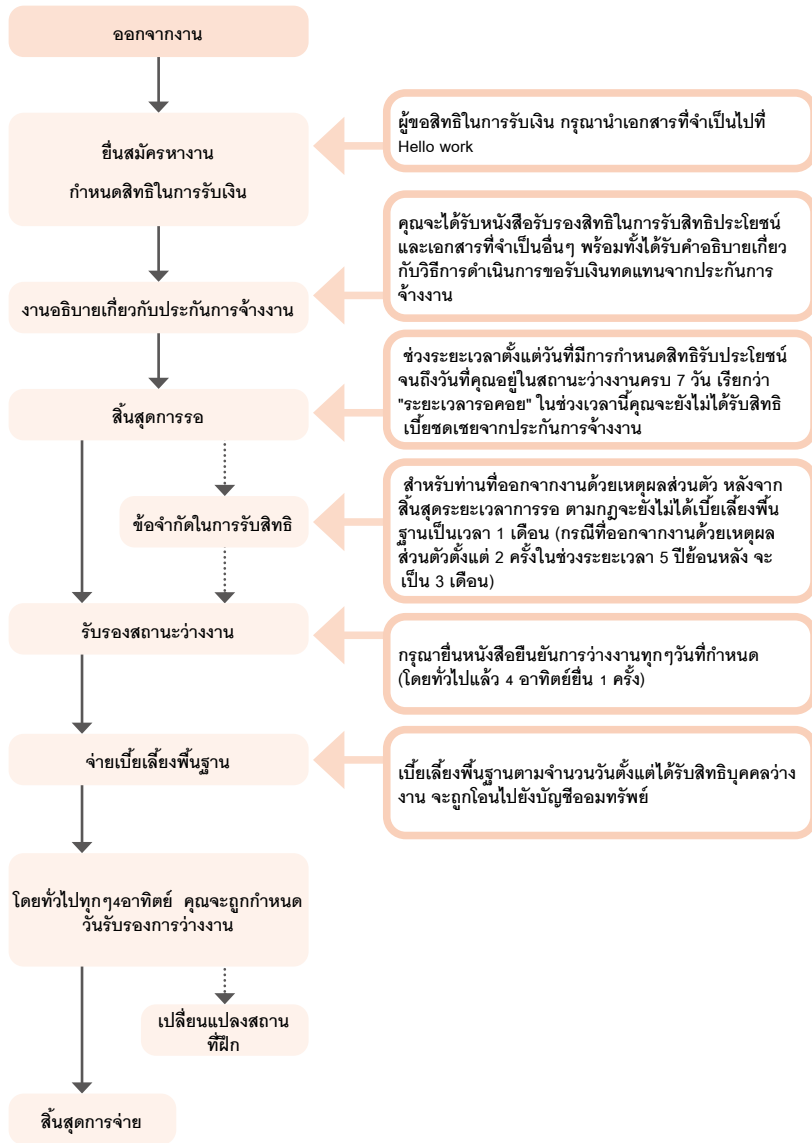 ออกจากงาน
ผู้ขอสิทธิในการรับเงิน กรุณานำเอกสารที่จำเป็นไปที่
Hello work
ยื่นสมัครหางาน
กำหนดสิทธิในการรับเงิน
คุณจะได้รับหนังสือรับรองสิทธิในการรับสิทธิประโยชน์
และเอกสารที่จำเป็นอื่นๆ พร้อมทั้งได้รับคำอธิบายเกี่ยว
กับวิธีการดำเนินการขอรับเงินทดแทนจากประกันการ
จ้างงาน
งานอธิบายเกี่ยวกับประกันการจ้างงาน
ช่วงระยะเวลาตั้งแต่วันที่มีการกำหนดสิทธิรับประโยชน์
จนถึงวันที่คุณอยู่ในสถานะว่างงานครบ 7 วัน เรียกว่า
"ระยะเวลารอคอย" ในช่วงเวลานี้คุณจะยังไม่ได้รับสิทธิ
เบี้ยชดเชยจากประกันการจ้างงาน
สิ้นสุดการรอ
สำหรับท่านที่ออกจากงานด้วยเหตุผลส่วนตัว หลังจาก
สิ้นสุดระยะเวลาการรอ ตามกฎจะยังไม่ได้เบี้ยเลี้ยงพื้น
ฐานเป็นเวลา 1 เดือน (กรณีที่ออกจากงานด้วยเหตุผล
ส่วนตัวตั้งแต่ 2 ครั้งในช่วงระยะเวลา 5 ปีย้อนหลัง จะ
เป็น 3 เดือน)
ข้อจำกัดในการรับสิทธิ
รับรองสถานะว่างงาน
กรุณายื่นหนังสือยืนยันการว่างงานทุกๆวันที่กำหนด
(โดยทั่วไปแล้ว 4 อาทิตย์ยื่น 1 ครั้ง)
จ่ายเบี้ยเลี้ยงพื้นฐาน
เบี้ยเลี้ยงพื้นฐานตามจำนวนวันตั้งแต่ได้รับสิทธิบุคคลว่าง
งาน จะถูกโอนไปยังบัญชีออมทรัพย์
โดยทั่วไปทุกๆ4อาทิตย์ คุณจะถูกกำหนด
วันรับรองการว่างงาน
เปลี่ยนแปลงสถาน
ที่ฝึก
สิ้นสุดการจ่าย